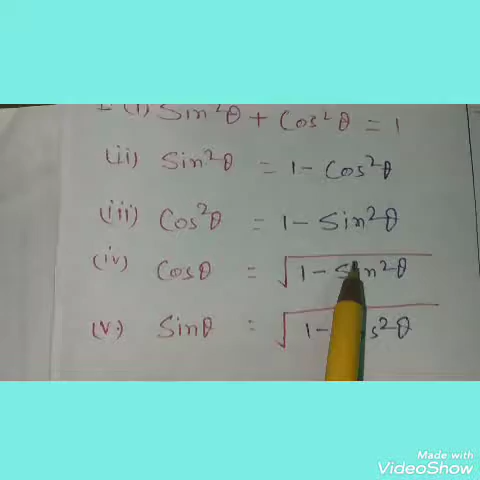 (i) Sin²θ + Cos²θ = 1
(ii) Sin²θ = 1 - Cos²θ
(iii) Cos²θ = 1 - Sin²θ
(iv) Cosθ = √1 - Sin²θ
(v) Sinθ = √1 - Cos²θ
Made with
VideoShow